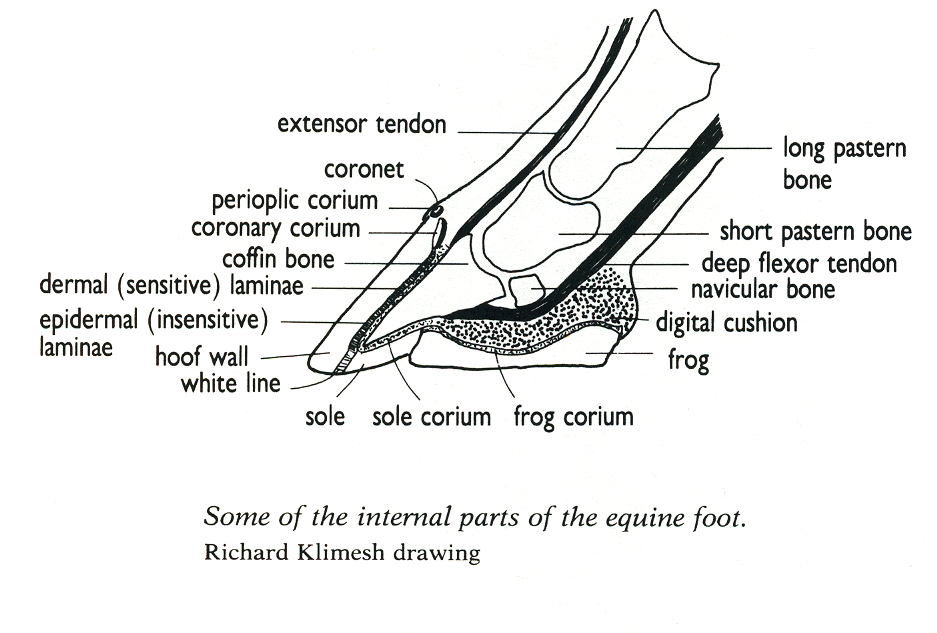 extensor tendon
coronet
perioplic corium
coronary corium
coffin bone
dermal (sensitive) laminae
epidermal (insensitive)
laminae
hoof wall
white line
sole
sole corium
frog corium
long pastern
bone
short pastern bone
deep flexor tendon
navicular bone
digital cushion
frog
Some of the internal parts of the equine foot.
Richard Klimesh drawing